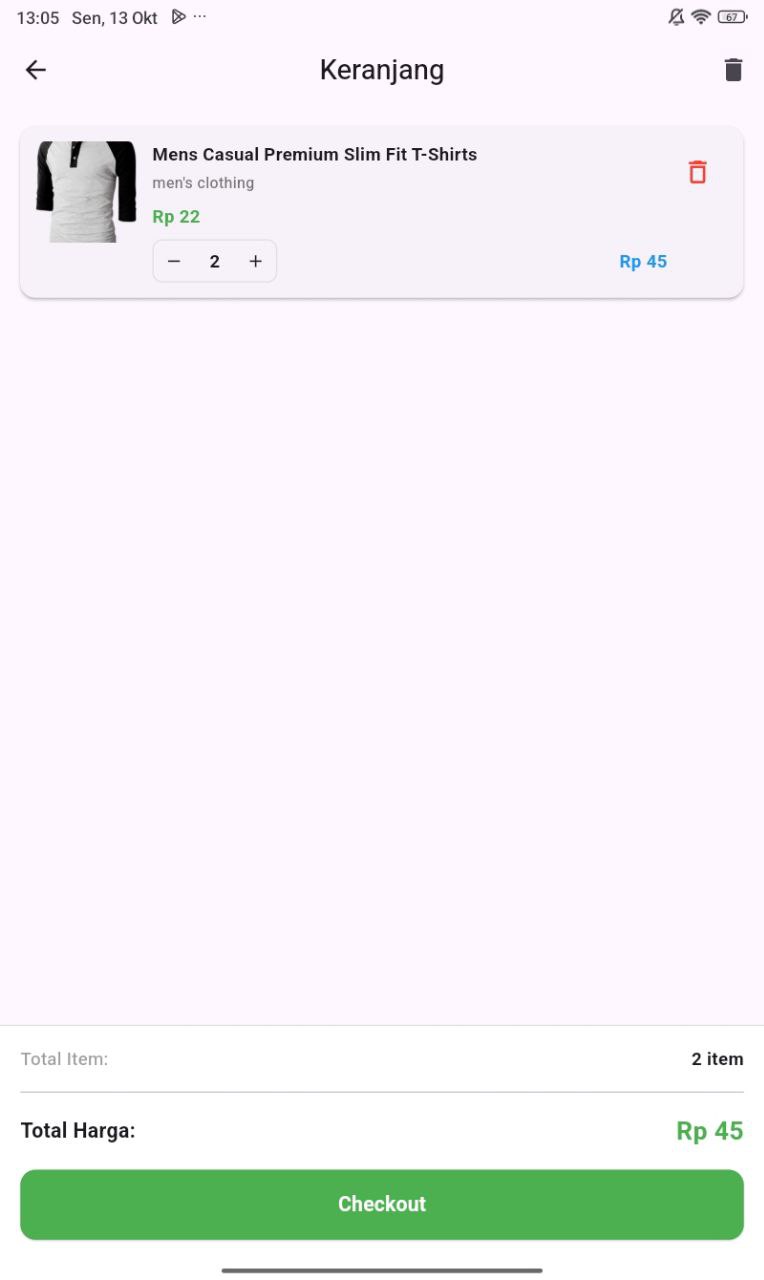 13:05 Sen, 13 Okt ...
67
Keranjang
Mens Casual Premium Slim Fit T-Shirts
men's clothing
Rp 22
− 2 +
Rp 45
Total Item:
2 item
Total Harga:
Rp 45
Checkout